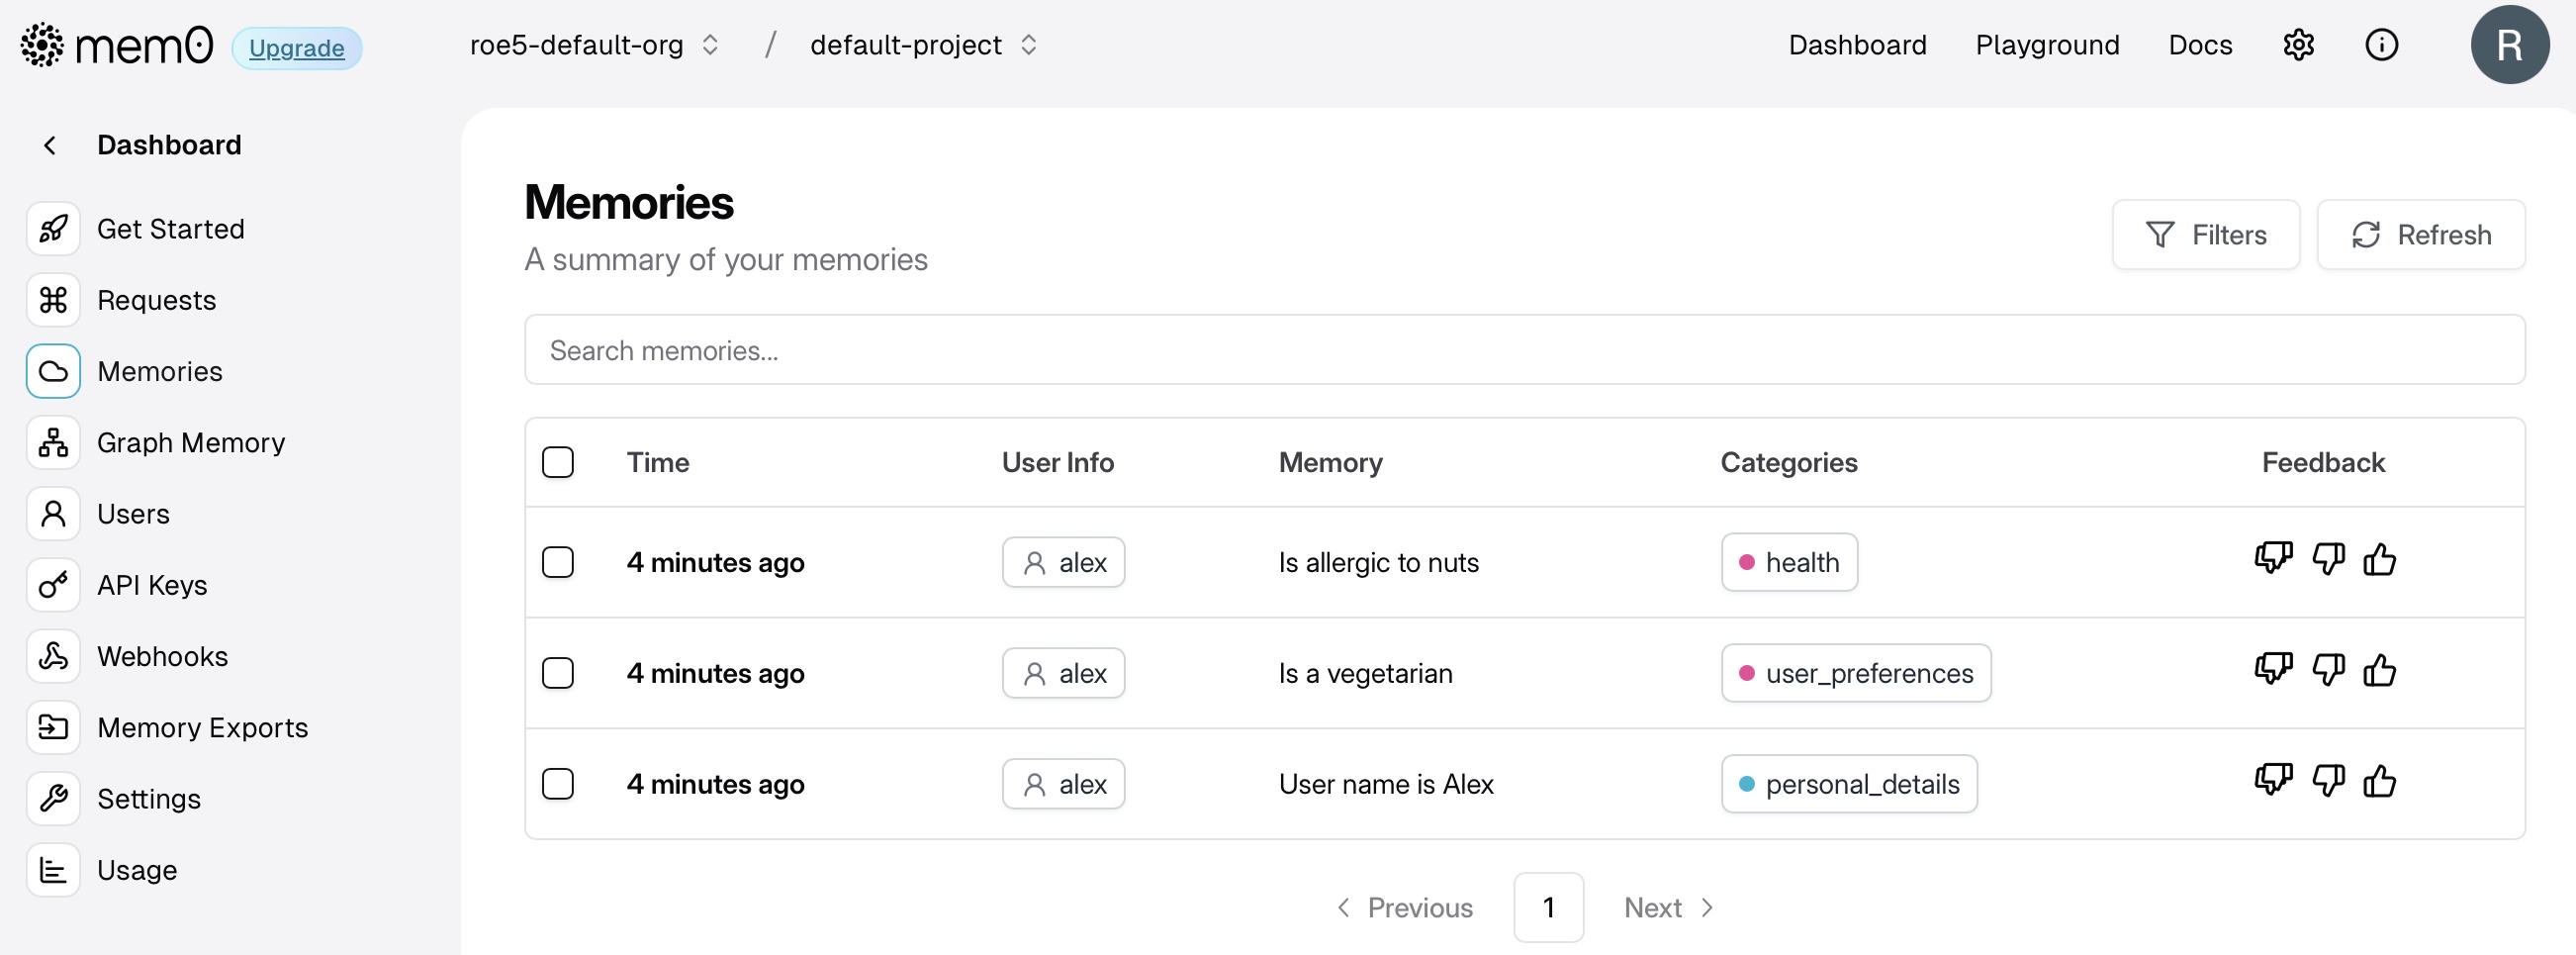 mem0 Upgrade roe5-default-org / default-project Dashboard Playground Docs R
Dashboard
Get Started
Requests
Memories
Graph Memory
Users
API Keys
Webhooks
Memory Exports
Settings
Usage
Memories
A summary of your memories
Filters Refresh
Search memories...
Time User Info Memory Categories Feedback
4 minutes ago alex Is allergic to nuts health
4 minutes ago alex Is a vegetarian user_preferences
4 minutes ago alex User name is Alex personal_details
Previous 1 Next